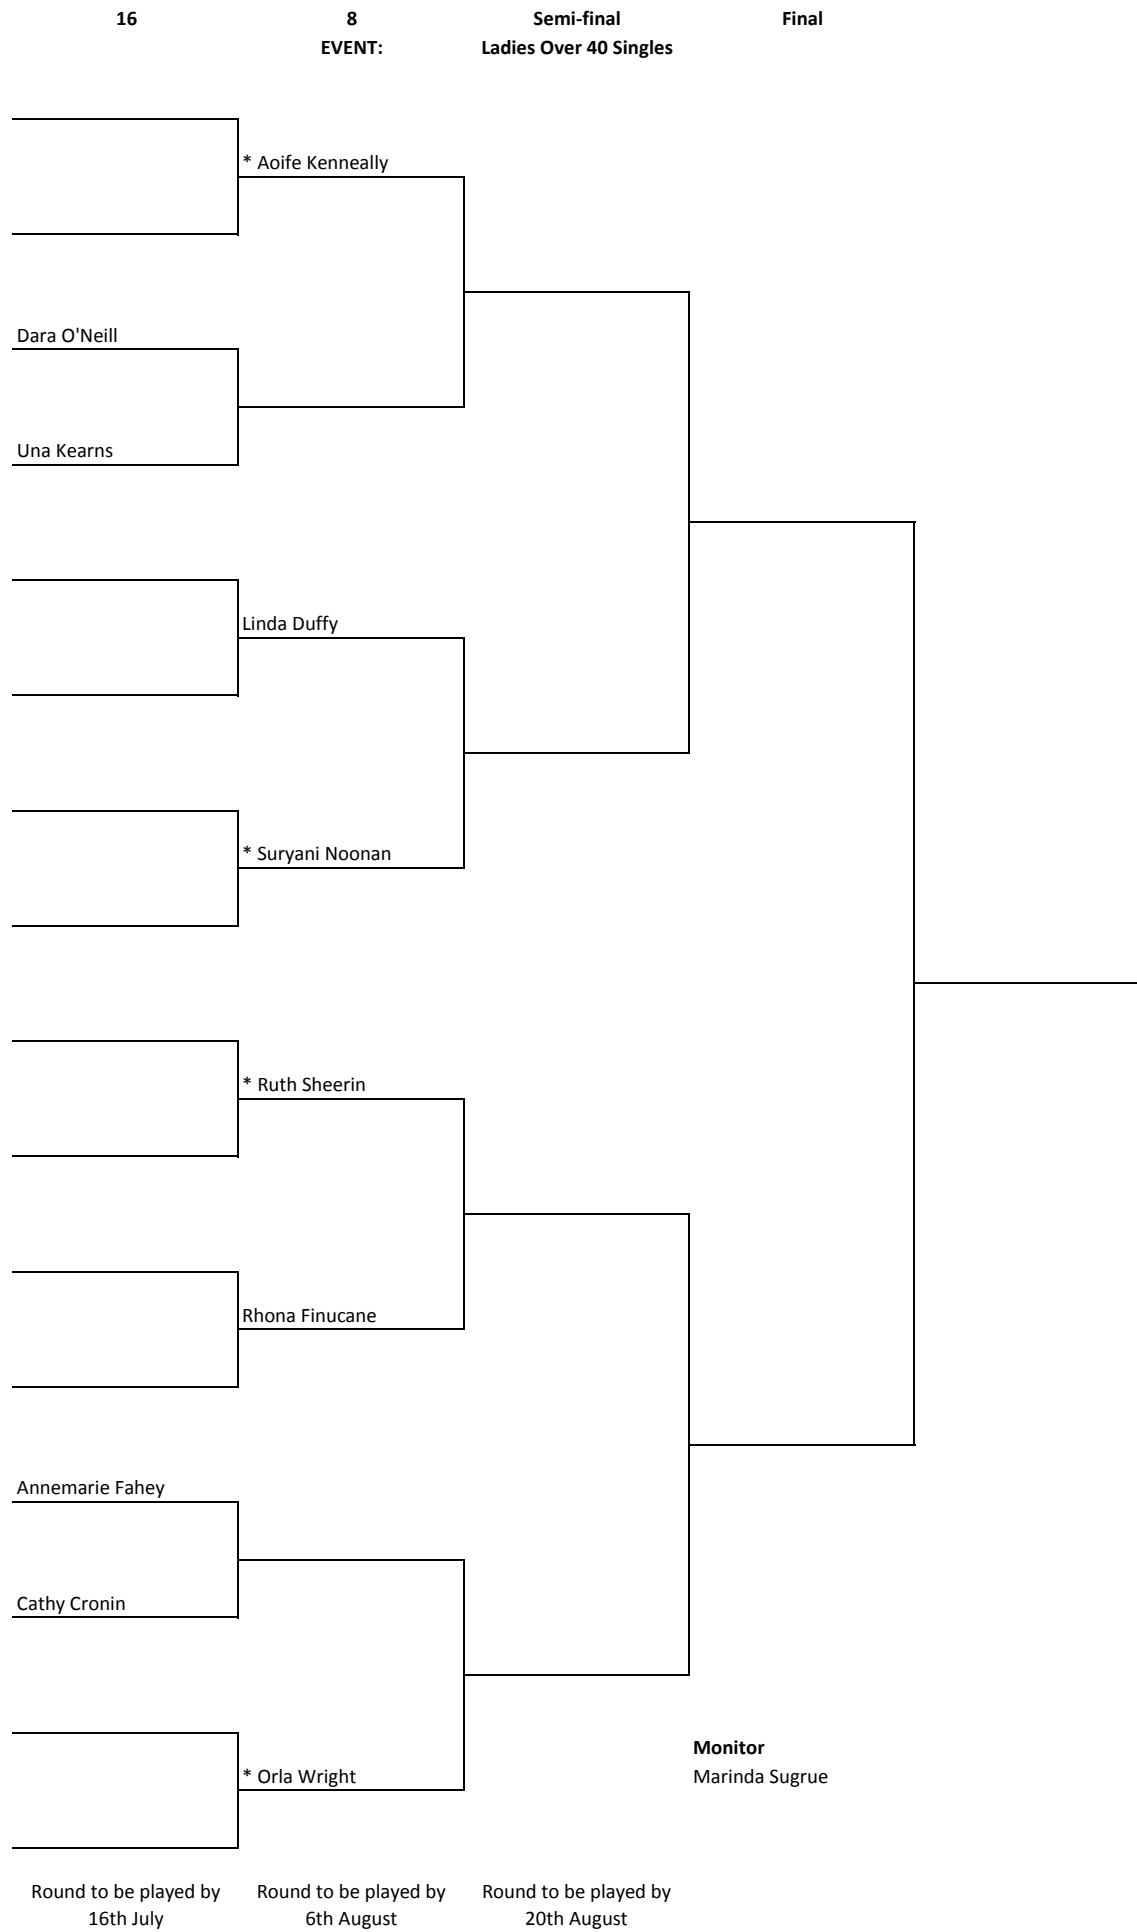 16 8 Semi-final Final
EVENT: Ladies Over 40 Singles
* Aoife Kenneally
Dara O'Neill
Una Kearns
Linda Duffy
* Suryani Noonan
* Ruth Sheerin
Rhona Finucane
Annemarie Fahey
Cathy Cronin
Monitor
* Orla Wright Marinda Sugrue
Round to be played by Round to be played by Round to be played by
16th July 6th August 20th August